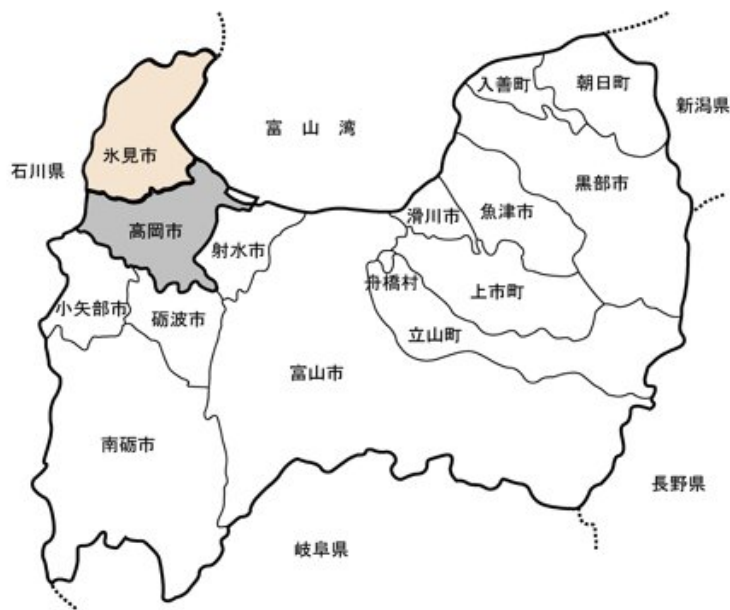 入善町
朝日町
新潟県
富山湾
氷見市
石川県
黒部市
高岡市
滑川市
魚津市
射水市
舟橋村
上市町
小矢部市
砺波市
立山町
富山市
南砺市
長野県
岐阜県